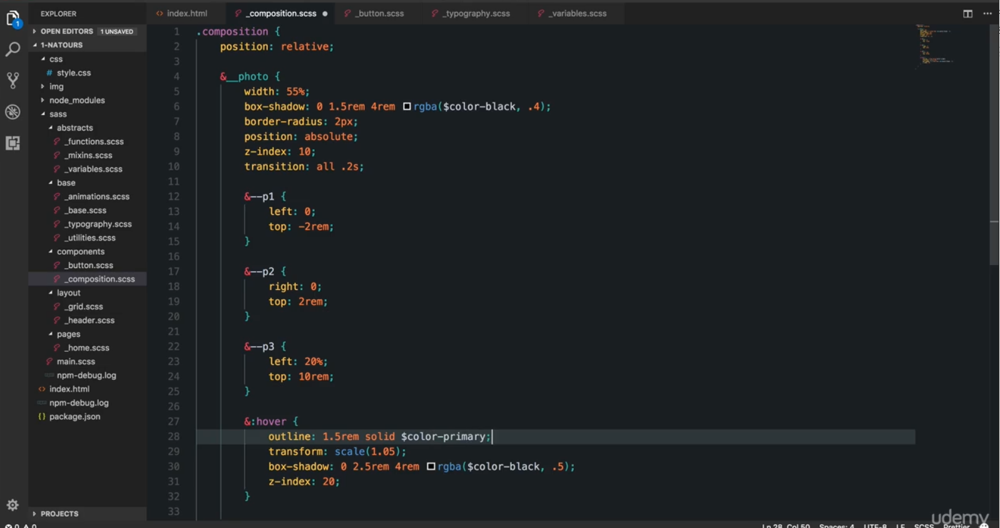 EXPLORER
index.html
_composition.scss
_button.scss
_typography.scss
_variables.scss
1
OPEN EDITORS 1 UNSAVED
1-NATOURS
css
# style.css
img
node_modules
sass
abstracts
_functions.scss
_mixins.scss
_variables.scss
base
_animations.scss
_base.scss
_typography.scss
_utilities.scss
components
_button.scss
_composition.scss
layout
_grid.scss
_header.scss
pages
_home.scss
main.scss
npm-debug.log
index.html
npm-debug.log
{} package.json
PROJECTS
1 .composition {
2 position: relative;
3
4 &__photo {
5 width: 55%;
6 box-shadow: 0 1.5rem 4rem rgba($color-black, .4);
7 border-radius: 2px;
8 position: absolute;
9 z-index: 10;
10 transition: all .2s;
11
12 &--p1 {
13 left: 0;
14 top: -2rem;
15 }
16
17 &--p2 {
18 right: 0;
19 top: 2rem;
20 }
21
22 &--p3 {
23 left: 20%;
24 top: 10rem;
25 }
26
27 &:hover {
28 outline: 1.5rem solid $color-primary;
29 transform: scale(1.05);
30 box-shadow: 0 2.5rem 4rem rgba($color-black, .5);
31 z-index: 20;
32 }
33
udemy
0 0 Ln 28, Col 50 Spaces: 4 UTF-8 LF SCSS Prettier